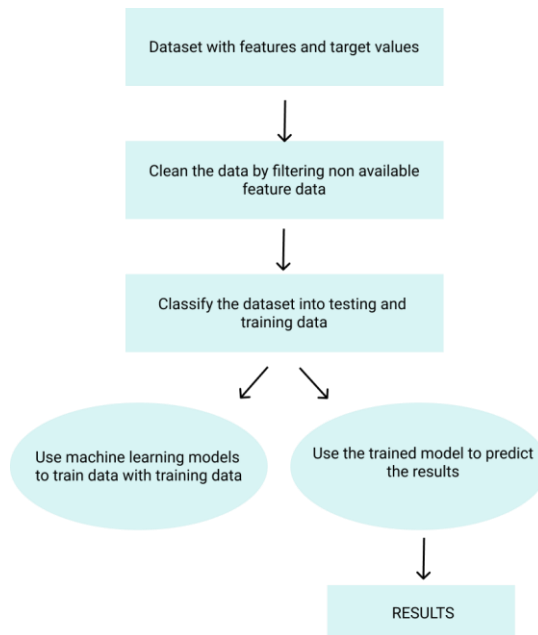 Dataset with features and target values
Clean the data by filtering non available
feature data
Classify the dataset into testing and
training data
Use machine learning models
to train data with training data
Use the trained model to predict
the results
RESULTS